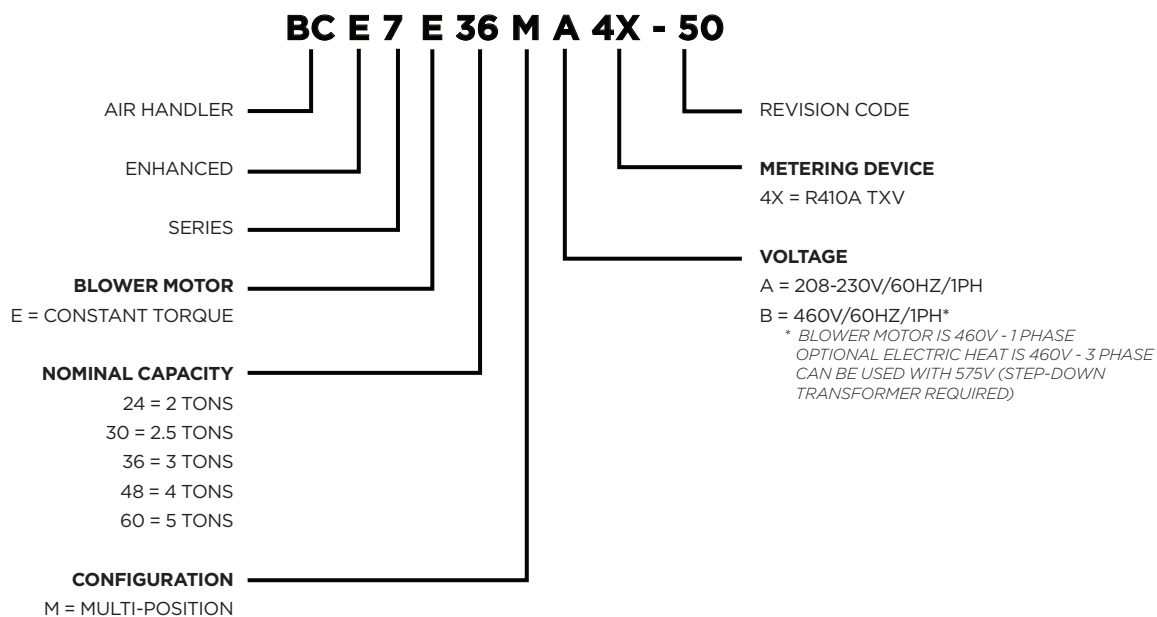 BC E 7 E 36 M A 4X - 50
AIR HANDLER
ENHANCED
SERIES
BLOWER MOTOR
E = CONSTANT TORQUE
NOMINAL CAPACITY
24 = 2 TONS
30 = 2.5 TONS
36 = 3 TONS
48 = 4 TONS
60 = 5 TONS
CONFIGURATION
M = MULTI-POSITION
REVISION CODE
METERING DEVICE
4X = R410A TXV
VOLTAGE
A = 208-230V/60HZ/1PH
B = 460V/60HZ/1PH*
* BLOWER MOTOR IS 460V - 1 PHASE
OPTIONAL ELECTRIC HEAT IS 460V - 3 PHASE
CAN BE USED WITH 575V (STEP-DOWN
TRANSFORMER REQUIRED)